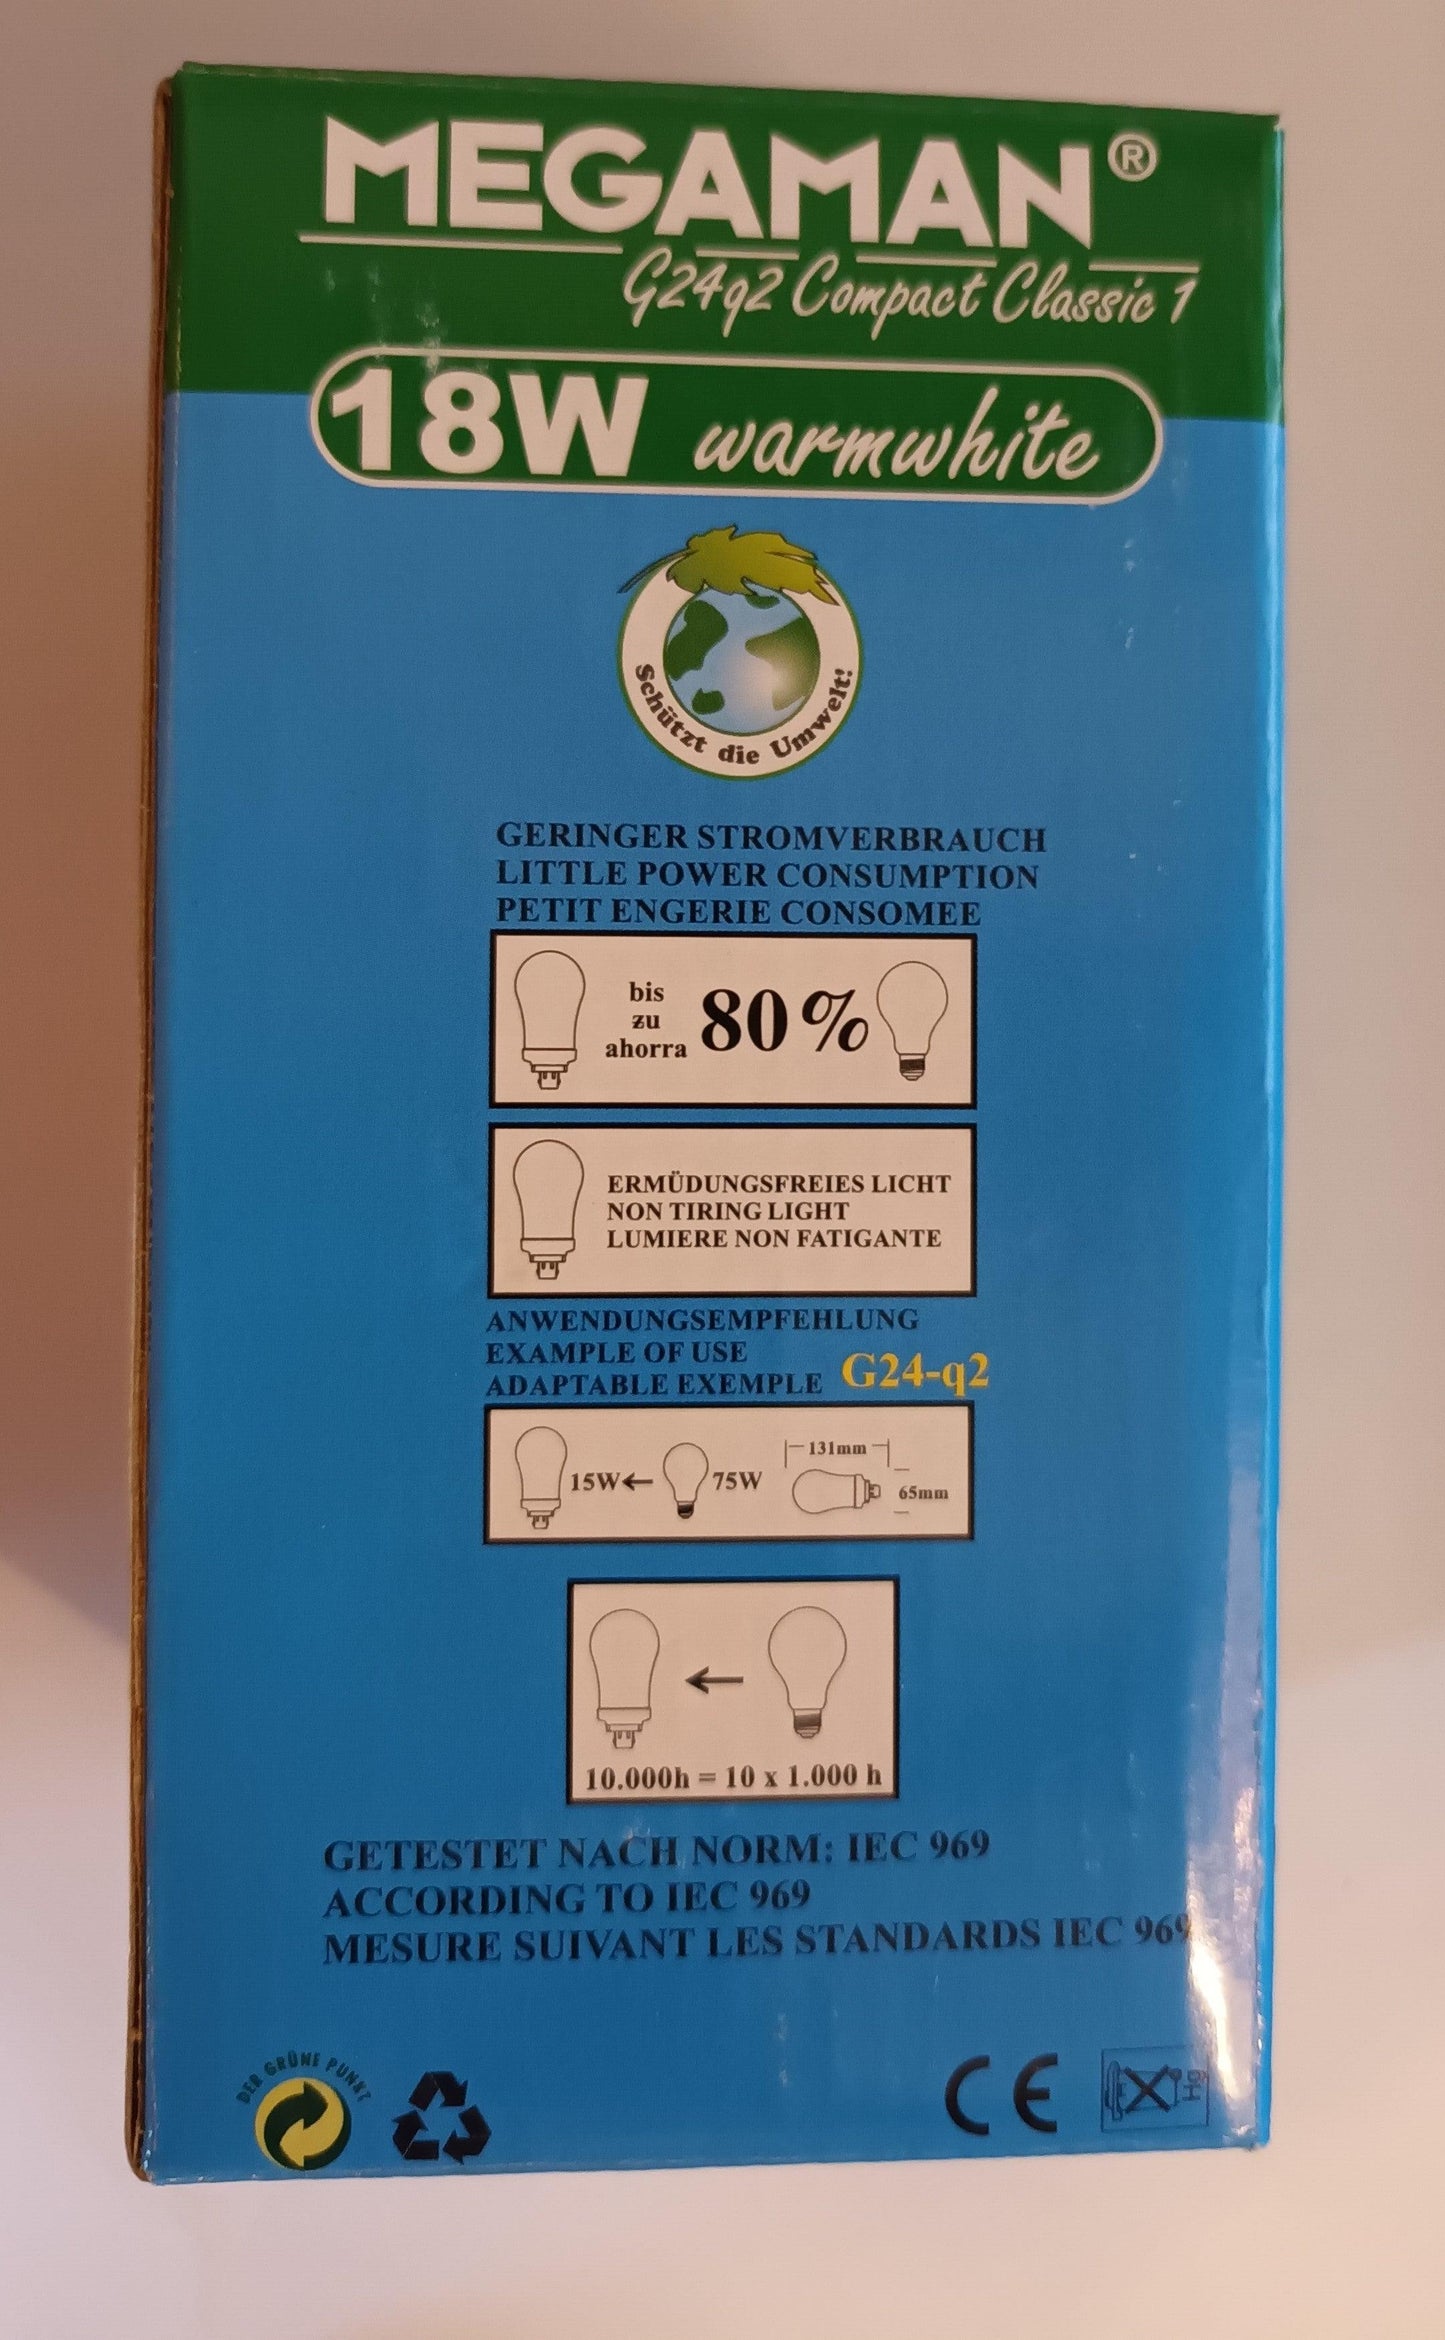 MEGAMAN®
G24q2 Compact Classic 1
18W warmwhite
Schützt die Umwelt!
GERINGER STROMVERBRAUCH
LITTLE POWER CONSUMPTION
PETIT ENGERIE CONSOMEE
bis
zu
ahorra
80%
ERMÜDUNGSFREIES LICHT
NON TIRING LIGHT
LUMIERE NON FATIGANTE
ANWENDUNGSEMPFEHLUNG
EXAMPLE OF USE
ADAPTABLE EXEMPLE G24-q2
15W 75W 131mm
65mm
10.000h = 10 x 1.000 h
GETESTET NACH NORM: IEC 969
ACCORDING TO IEC 969
MESURE SUIVANT LES STANDARDS IEC 969
DER GRÜNE PUNKT
CE